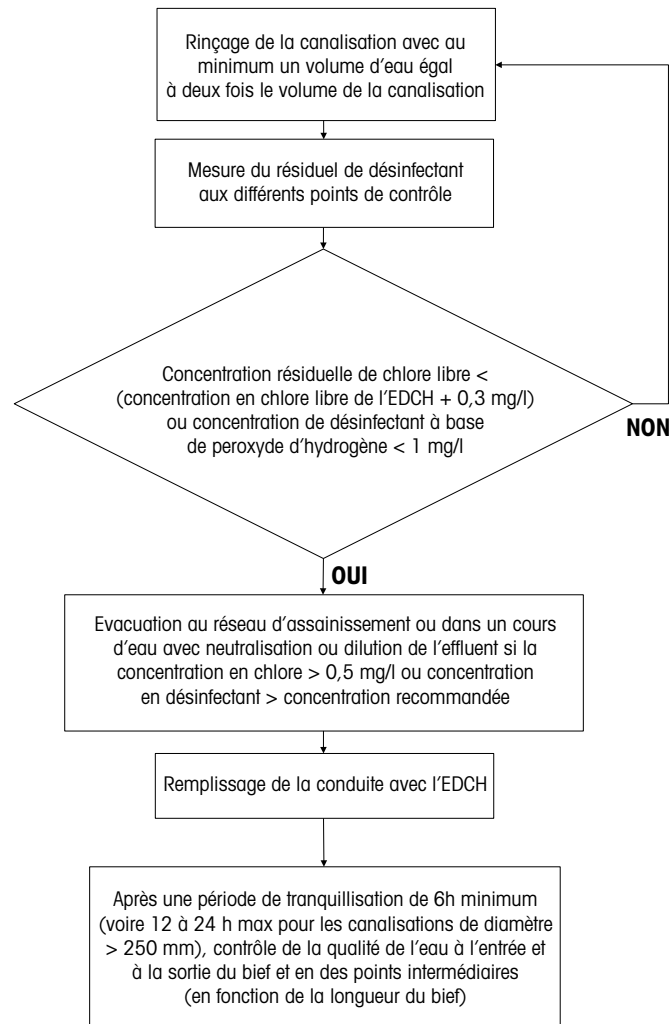 Rinçage de la canalisation avec au
minimum un volume d'eau égal
à deux fois le volume de la canalisation
Mesure du résiduel de désinfectant
aux différents points de contrôle
Concentration résiduelle de chlore libre <
(concentration en chlore libre de l'EDCH + 0,3 mg/l)
ou concentration de désinfectant à base
de peroxyde d'hydrogène < 1 mg/l
NON
OUI
Evacuation au réseau d'assainissement ou dans un cours
d'eau avec neutralisation ou dilution de l'effluent si la
concentration en chlore > 0,5 mg/l ou concentration
en désinfectant > concentration recommandée
Remplissage de la conduite avec l'EDCH
Après une période de tranquillisation de 6h minimum
(voire 12 à 24 h max pour les canalisations de diamètre
> 250 mm), contrôle de la qualité de l'eau à l'entrée et
à la sortie du bief et en des points intermédiaires
(en fonction de la longueur du bief)